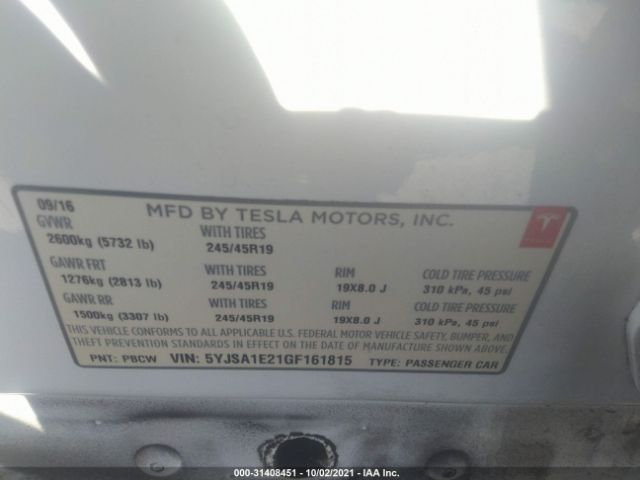 09/16
MFD BY TESLA MOTORS, INC.
GVWR WITH TIRES
2600kg (5732 lb) 245/45R19
GAWR FRT WITH TIRES RIM COLD TIRE PRESSURE
1276kg (2813 lb) 245/45R19 19X8.0 J 310 kPa, 45 psi
GAWR RR WITH TIRES RIM COLD TIRE PRESSURE
1500kg (3307 lb) 245/45R19 19X8.0 J 310 kPa, 45 psi
THIS VEHICLE CONFORMS TO ALL APPLICABLE U.S. FEDERAL MOTOR VEHICLE SAFETY, BUMPER, AND
THEFT PREVENTION STANDARDS IN EFFECT ON THE DATE OF MANUFACTURE SHOWN ABOVE.
PNT: PBCW VIN: 5YJSA1E21GF161815 TYPE: PASSENGER CAR
000-31408451 - 10/02/2021 - IAA Inc.